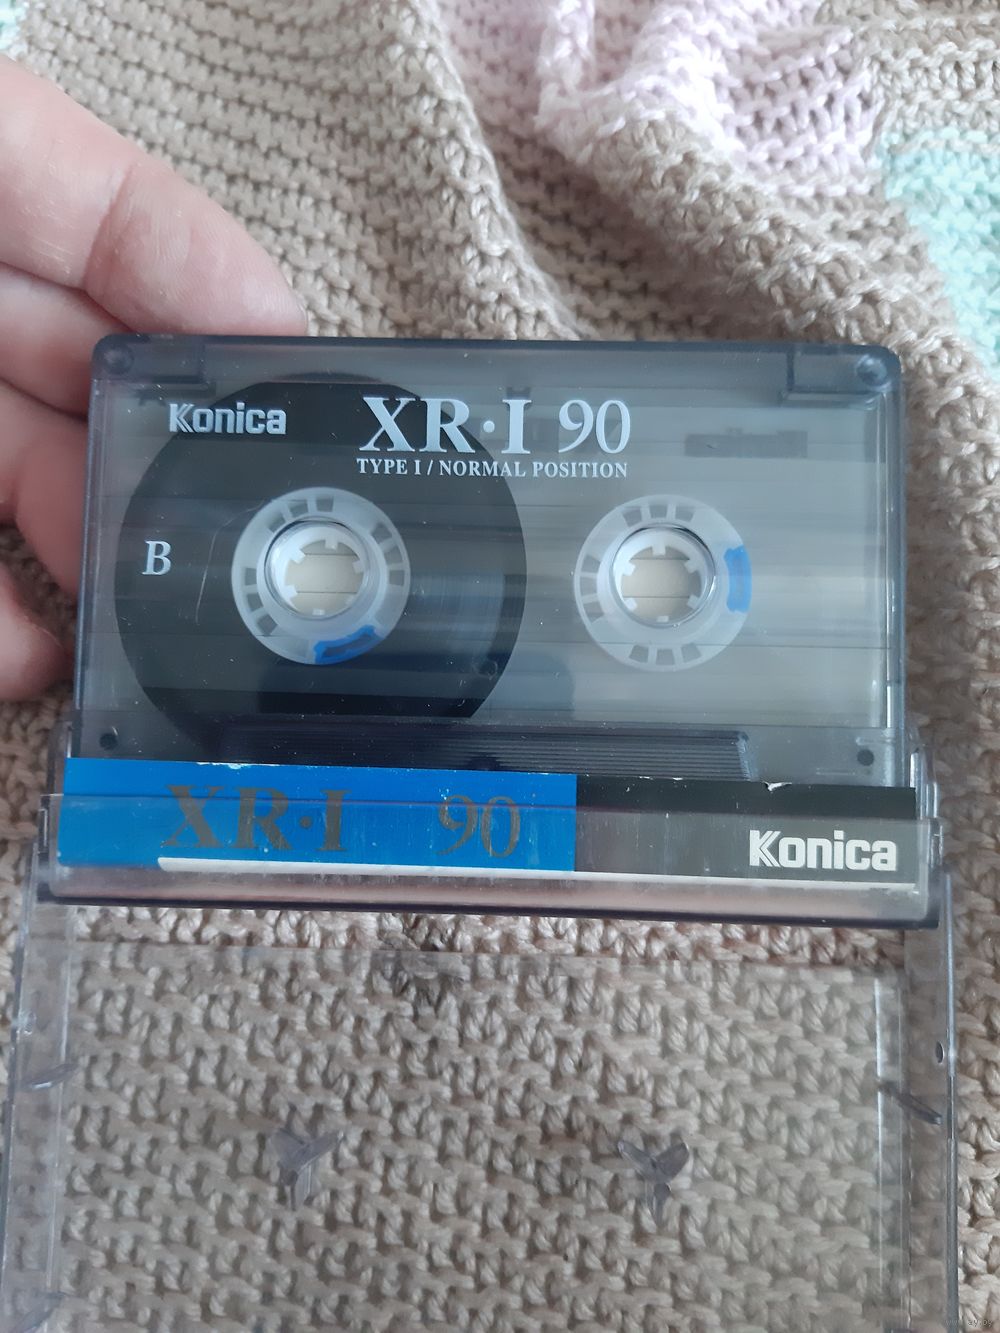 Konica
XR·I 90
TYPE I / NORMAL POSITION
B
XR·I 90
Konica